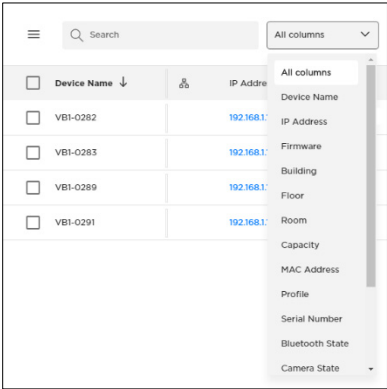 Search
All columns
All columns
Device Name
IP Address
Firmware
Building
Floor
Room
Capacity
MAC Address
Profile
Serial Number
Bluetooth State
Camera State
Device Name IP Addre
VB1-0282 192.168.1.
VB1-0283 192.168.1.
VB1-0289 192.168.1.
VB1-0291 192.168.1.